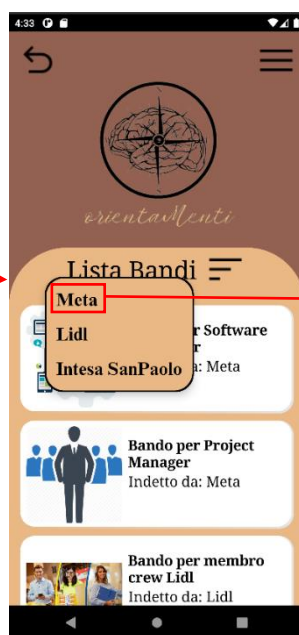 4:33
orientaMenti
Lista Bandi
Meta
Lidl
Intesa SanPaolo
r Software
r
a: Meta
Bando per Project
Manager
Indetto da: Meta
Bando per membro
crew Lidl
Indetto da: Lidl